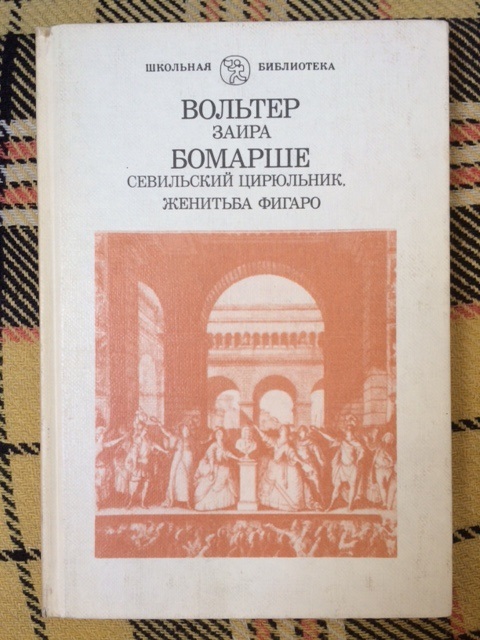 ШКОЛЬНАЯ БИБЛИОТЕКА
ВОЛЬТЕР
ЗАИРА
БОМАРШЕ
СЕВИЛЬСКИЙ ЦИРЮЛЬНИК,
ЖЕНИТЬБА ФИГАРО